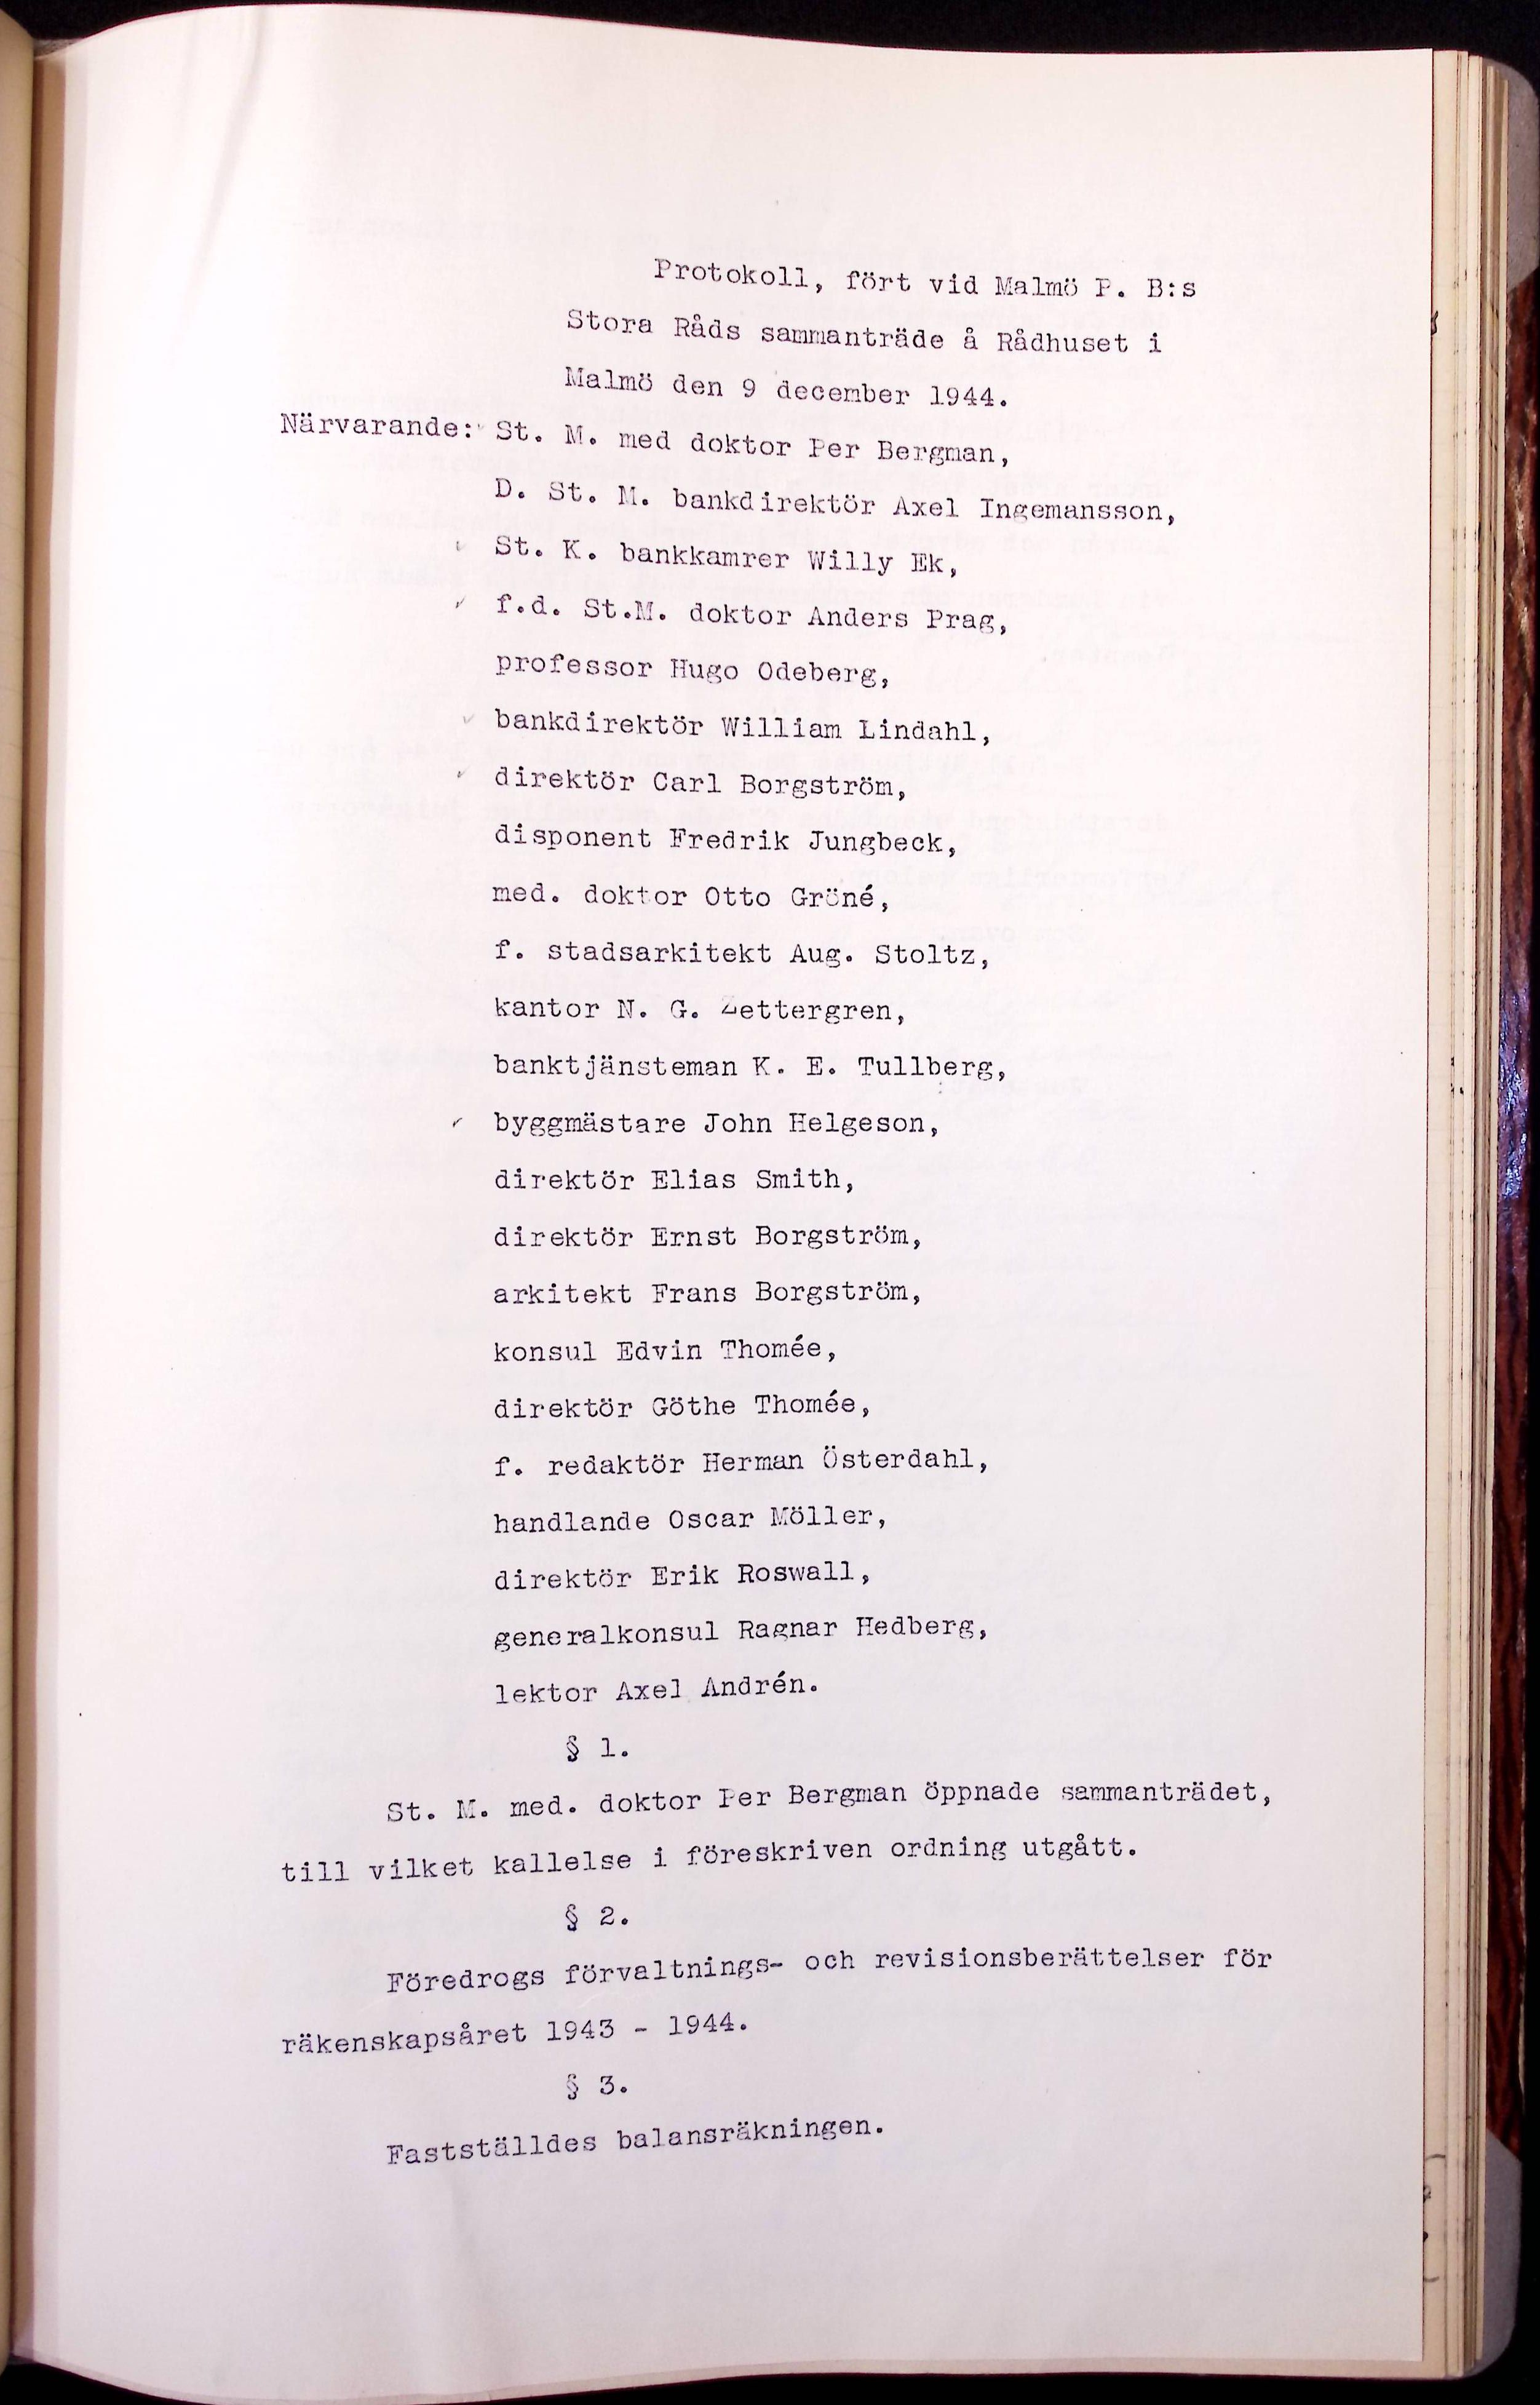 Protokoll, fört vid Malmö P. B:s
Stora Råds sammanträde å Rådhuset i
Malmö den 9 december 1944.
Närvarande: St. M. med doktor Per Bergman,
D. St. M. bankdirektör Axel Ingemansson,
St. K. bankkamrer Willy Ek,
f.d. St.M. doktor Anders Prag,
professor Hugo Odeberg,
bankdirektör William Lindahl,
direktör Carl Borgström,
disponent Fredrik Jungbeck,
med. doktor Otto Gröné,
f. stadsarkitekt Aug. Stoltz,
kantor N. G. Zettergren,
banktjänsteman K. E. Tullberg,
byggmästare John Helgeson,
direktör Elias Smith,
direktör Ernst Borgström,
arkitekt Frans Borgström,
konsul Edvin Thomée,
direktör Göthe Thomée,
f. redaktör Herman Österdahl,
handlande Oscar Möller,
direktör Erik Roswall,
generalkonsul Ragnar Hedberg,
lektor Axel Andrén.
§ 1.
St. M. med. doktor Per Bergman öppnade sammanträdet,
till vilket kallelse i föreskriven ordning utgått.
§ 2.
Föredrogs förvaltnings- och revisionsberättelser för
räkenskapsåret 1943 - 1944.
§ 3.
Fastställdes balansräkningen.